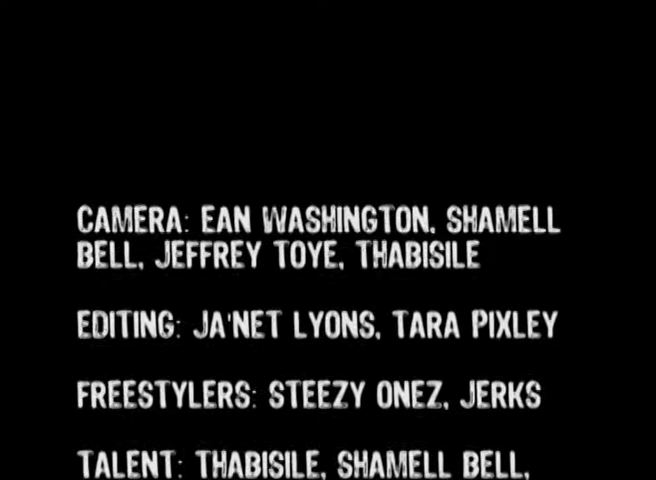 CAMERA: EAN WASHINGTON, SHAMELL
BELL, JEFFREY TOYE, THABISILE
EDITING: JA'NET LYONS, TARA PIXLEY
FREESTYLERS: STEEZY ONEZ, JERKS
TALENT: THABISILE, SHAMELL BELL,